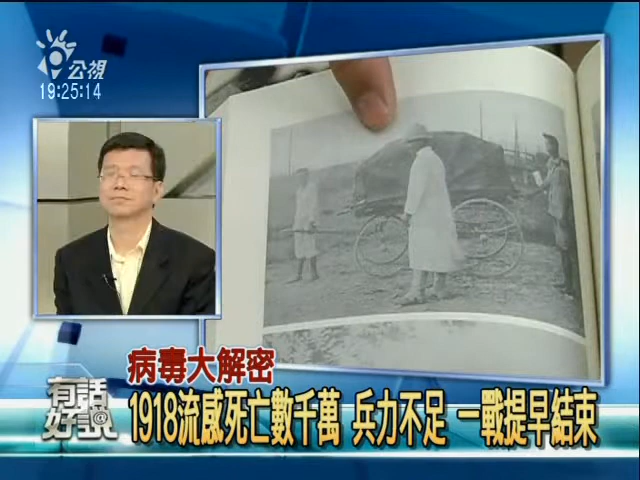 公視
19:25:14
病毒大解密
有話好@說
1918流感死亡數千萬 兵力不足 一戰提早結束